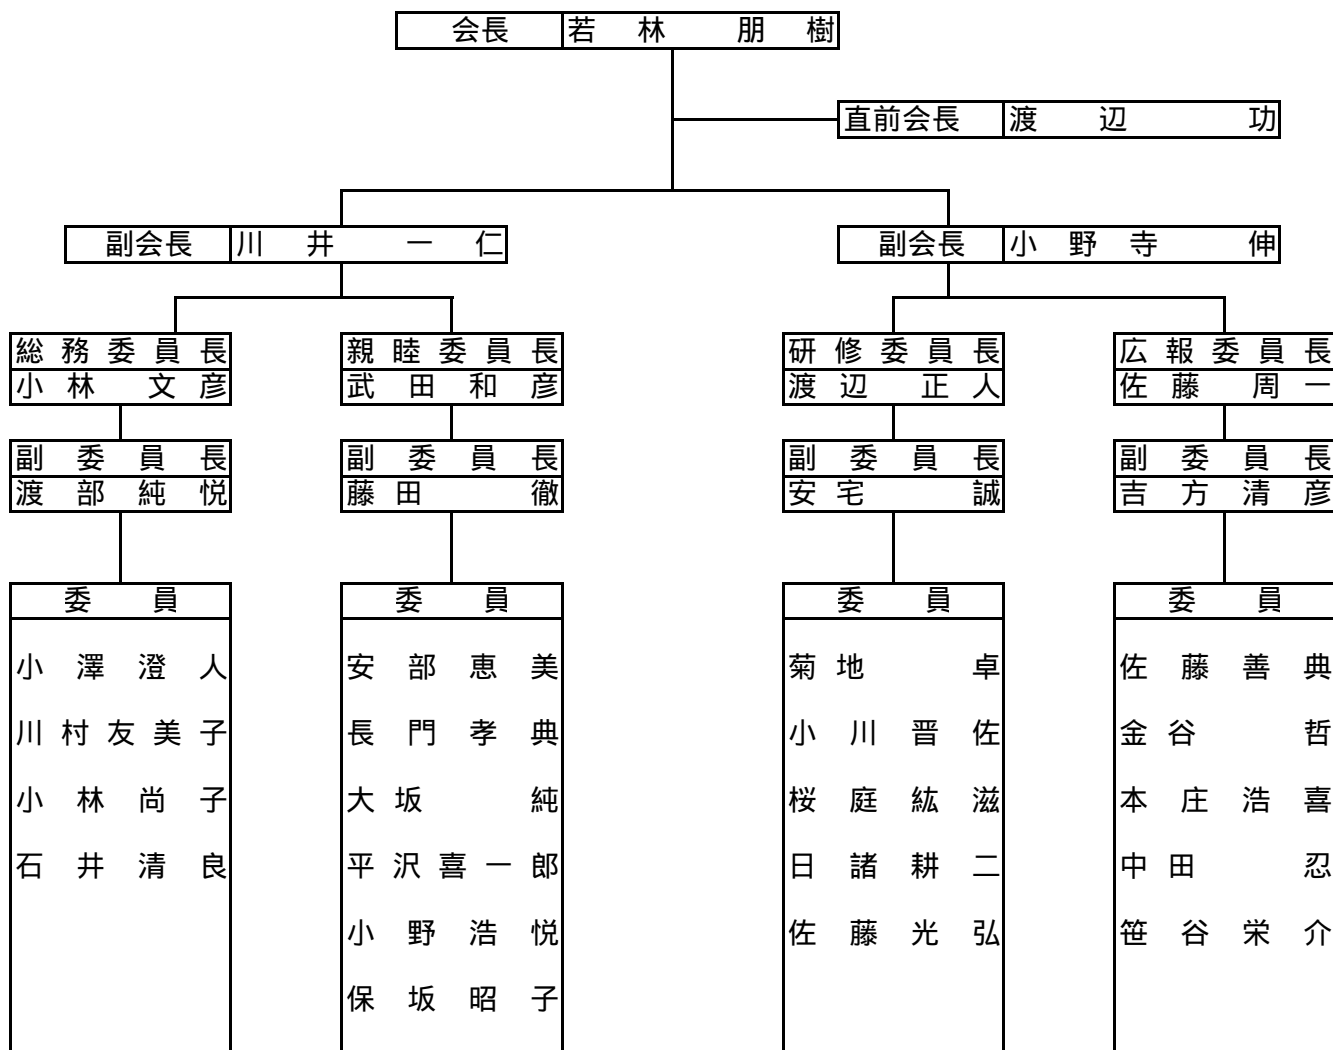 会長 若林 朋樹
直前会長 渡辺 功
副会長 川井 一仁
副会長 小野寺 伸
総務委員長
小林 文彦
副委員長
渡部純悦
委員
小澤澄人
川村友美子
小林尚子
石井清良
親睦委員長
武田和彦
副委員長
藤田 徹
委員
安部恵美
長門孝典
大坂 純
平沢喜一郎
小野浩悦
保坂昭子
研修委員長
渡辺 正人
副委員長
安宅 誠
委員
菊地 卓
小川晋佐
桜庭紘滋
日諸耕二
佐藤光弘
広報委員長
佐藤 周一
副委員長
吉方清彦
委員
佐藤善典
金谷 哲
本庄浩喜
中田 忍
笹谷栄介